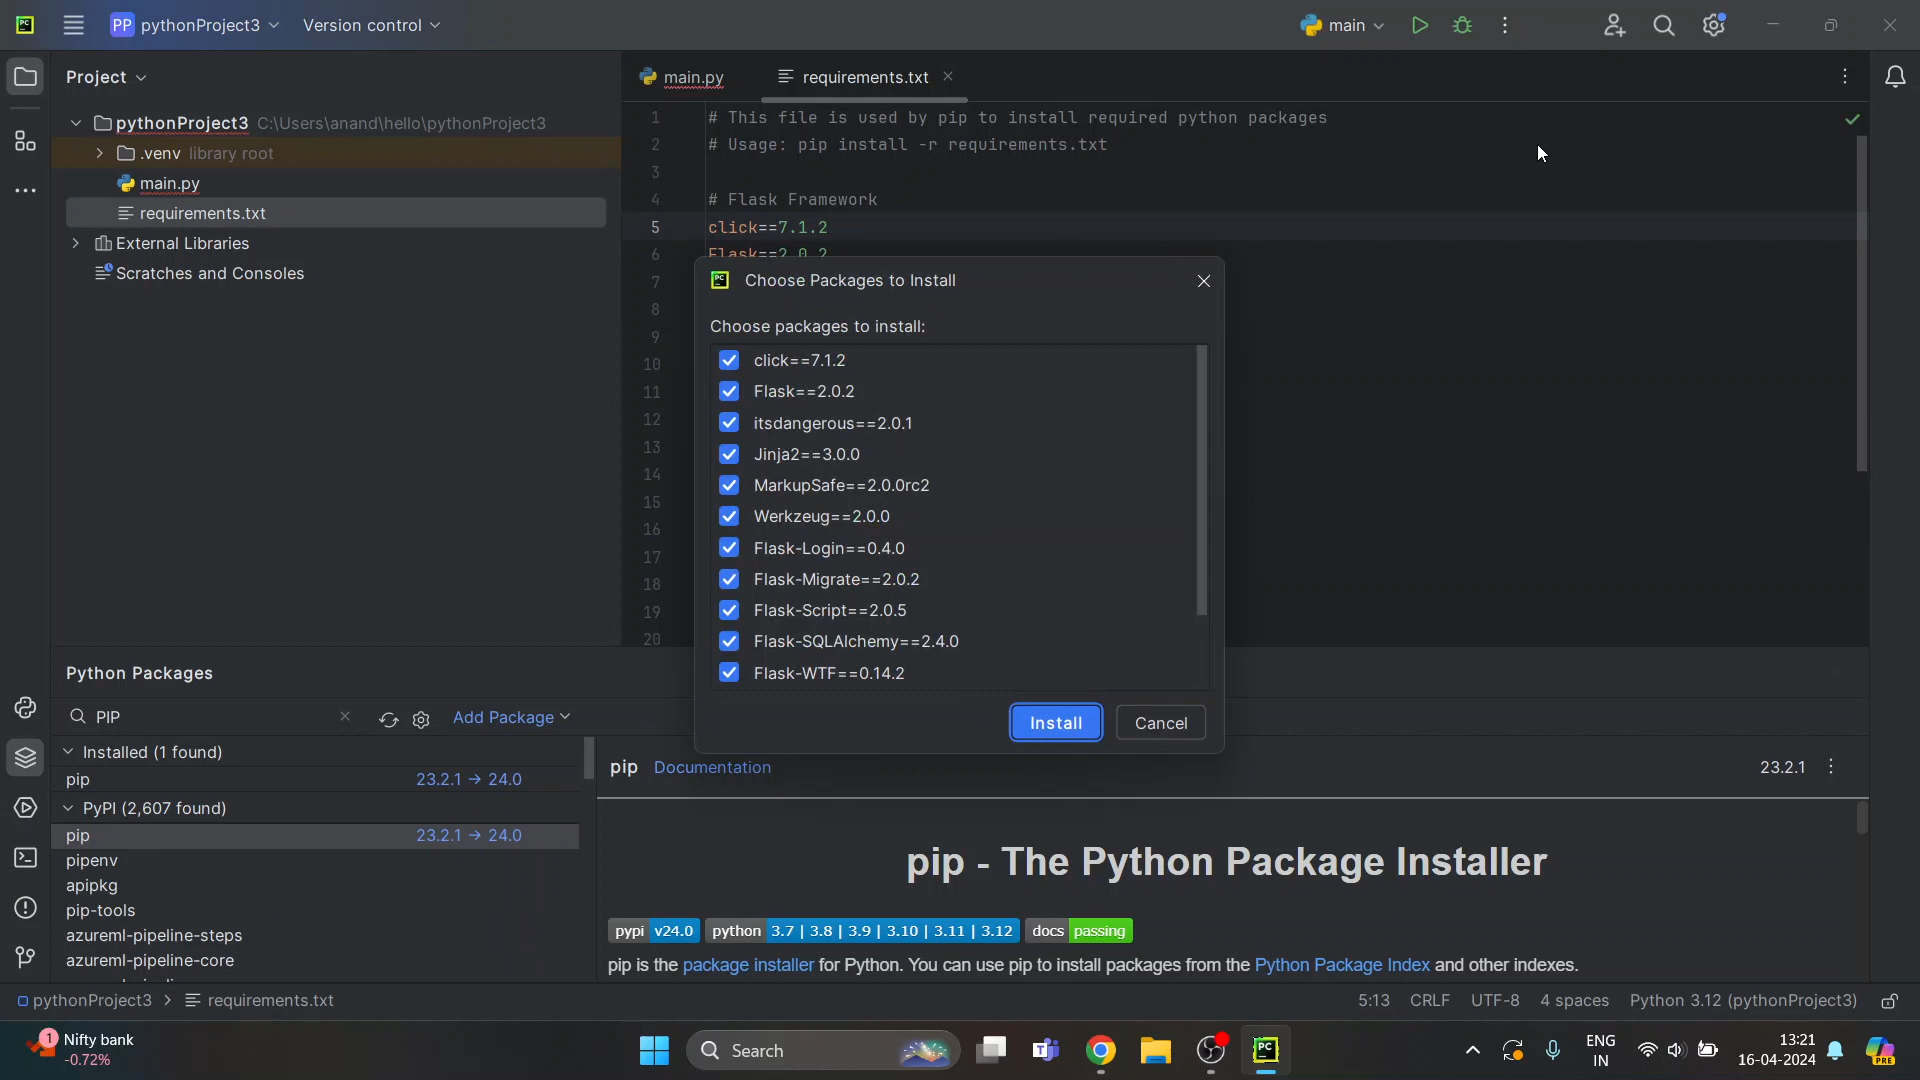 PC
PP pythonProject3
Version control
main
Project
main.py
requirements.txt
pythonProject3 C:\Users\anand\hello\pythonProject3
.venv library root
main.py
requirements.txt
External Libraries
Scratches and Consoles
1 # This file is used by pip to install required python packages
2 # Usage: pip install -r requirements.txt
3
4 # Flask Framework
5 click==7.1.2
6 Flask==2.0.2
7
8
9
10
11
12
13
14
15
16
17
18
19
20
PC Choose Packages to Install
Choose packages to install:
click==7.1.2
Flask==2.0.2
itsdangerous==2.0.1
Jinja2==3.0.0
MarkupSafe==2.0.0rc2
Werkzeug==2.0.0
Flask-Login==0.4.0
Flask-Migrate==2.0.2
Flask-Script==2.0.5
Flask-SQLAlchemy==2.4.0
Flask-WTF==0.14.2
Install
Cancel
Python Packages
PIP
Add Package
Installed (1 found)
pip 23.2.1 → 24.0
PyPI (2,607 found)
pip 23.2.1 → 24.0
pipenv
apipkg
pip-tools
azureml-pipeline-steps
azureml-pipeline-core
pip Documentation
23.2.1
pip - The Python Package Installer
pypi v24.0 python 3.7 | 3.8 | 3.9 | 3.10 | 3.11 | 3.12 docs passing
pip is the package installer for Python. You can use pip to install packages from the Python Package Index and other indexes.
pythonProject3 > requirements.txt
5:13 CRLF UTF-8 4 spaces Python 3.12 (pythonProject3)
1
Nifty bank
-0.72%
Search
PC
ENG
IN
13:21
16-04-2024
PRE